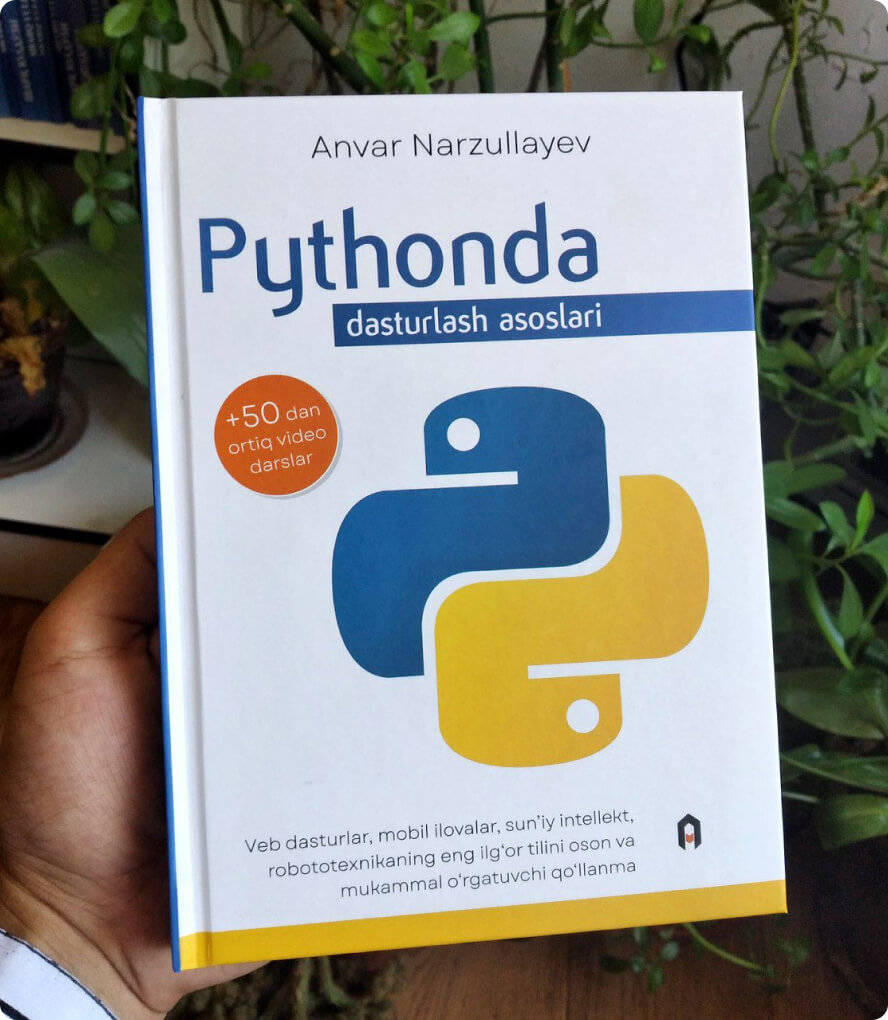 Anvar Narzullayev
Pythonda
dasturlash asoslari
+50 dan
ortiq video
darslar
Veb dasturlar, mobil ilovalar, sun’iy intellekt,
robototexnikaning eng ilg‘or tilini oson va
mukammal o‘rgatuvchi qo‘llanma